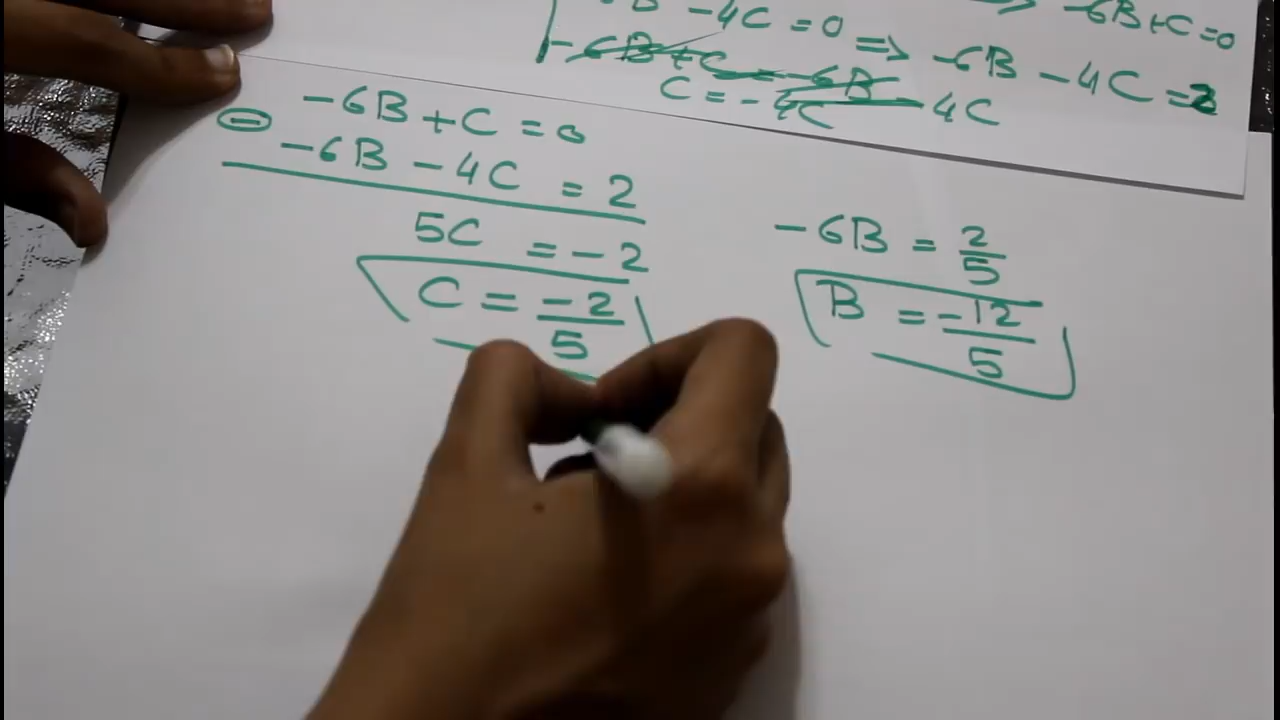 -6B+C=0
-4C=0 => -6B-4C=2
C=-4C-4C
-6B+C=0
-6B-4C=2
5C=-2
C=-2/5
-6B=2/5
B=-12/5